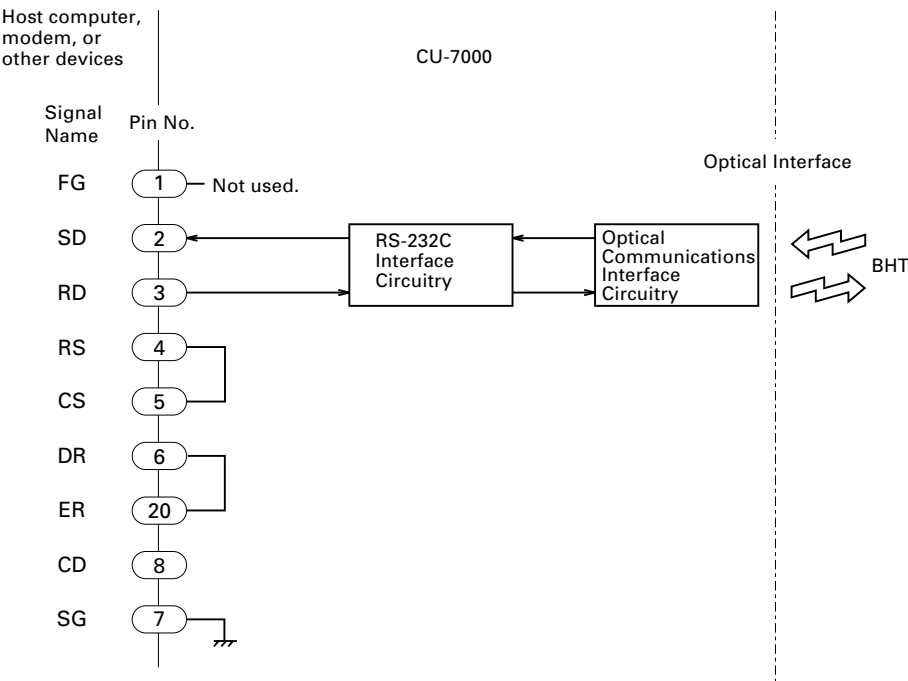 Host computer,
modem, or
other devices
CU-7000
Signal
Name
Pin No.
Optical Interface
FG 1 Not used.
SD 2
RS-232C
Interface
Circuitry
Optical
Communications
Interface
Circuitry
BHT
RD 3
RS 4
CS 5
DR 6
ER 20
CD 8
SG 7